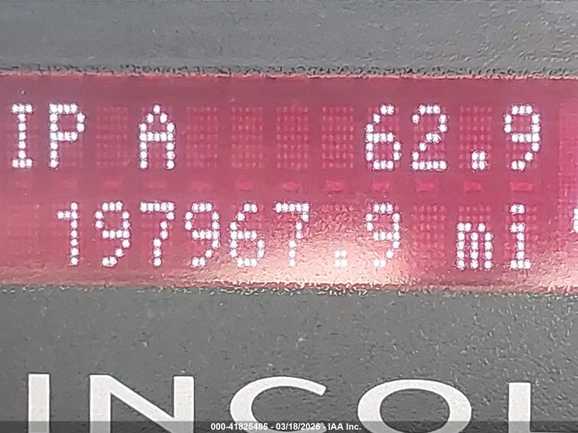 IP A 62.9
197967.9 mi
INCOL
000-41825485 - 03/18/2026 - IAA Inc.